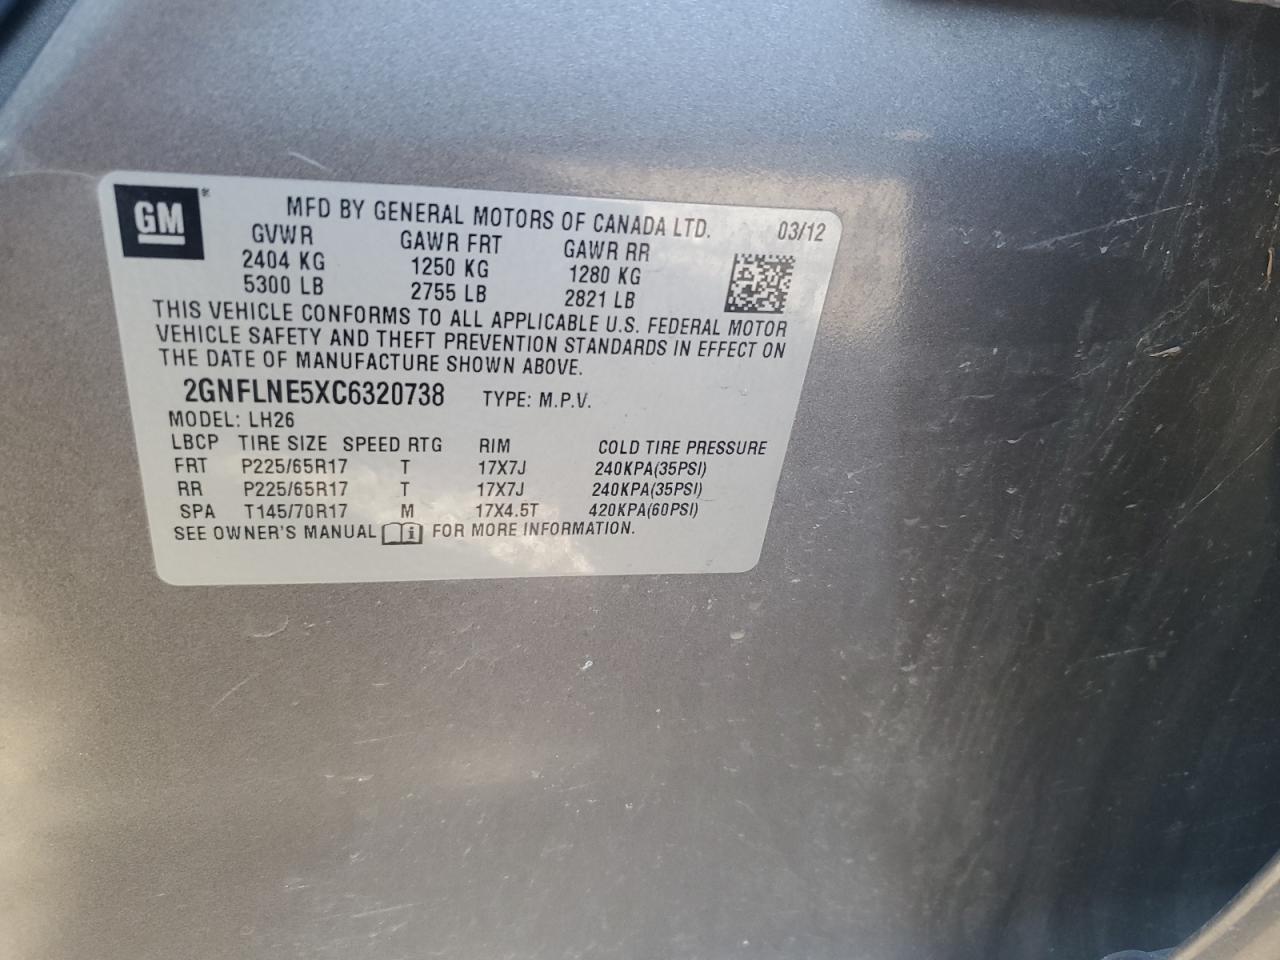 GM
MFD BY GENERAL MOTORS OF CANADA LTD. 03/12
GVWR GAWR FRT GAWR RR
2404 KG 1250 KG 1280 KG
5300 LB 2755 LB 2821 LB
THIS VEHICLE CONFORMS TO ALL APPLICABLE U.S. FEDERAL MOTOR
VEHICLE SAFETY AND THEFT PREVENTION STANDARDS IN EFFECT ON
THE DATE OF MANUFACTURE SHOWN ABOVE.
2GNFLNE5XC6320738 TYPE: M.P.V.
MODEL: LH26
LBCP TIRE SIZE SPEED RTG RIM COLD TIRE PRESSURE
FRT P225/65R17 T 17X7J 240KPA(35PSI)
RR P225/65R17 T 17X7J 240KPA(35PSI)
SPA T145/70R17 M 17X4.5T 420KPA(60PSI)
SEE OWNER'S MANUAL FOR MORE INFORMATION.